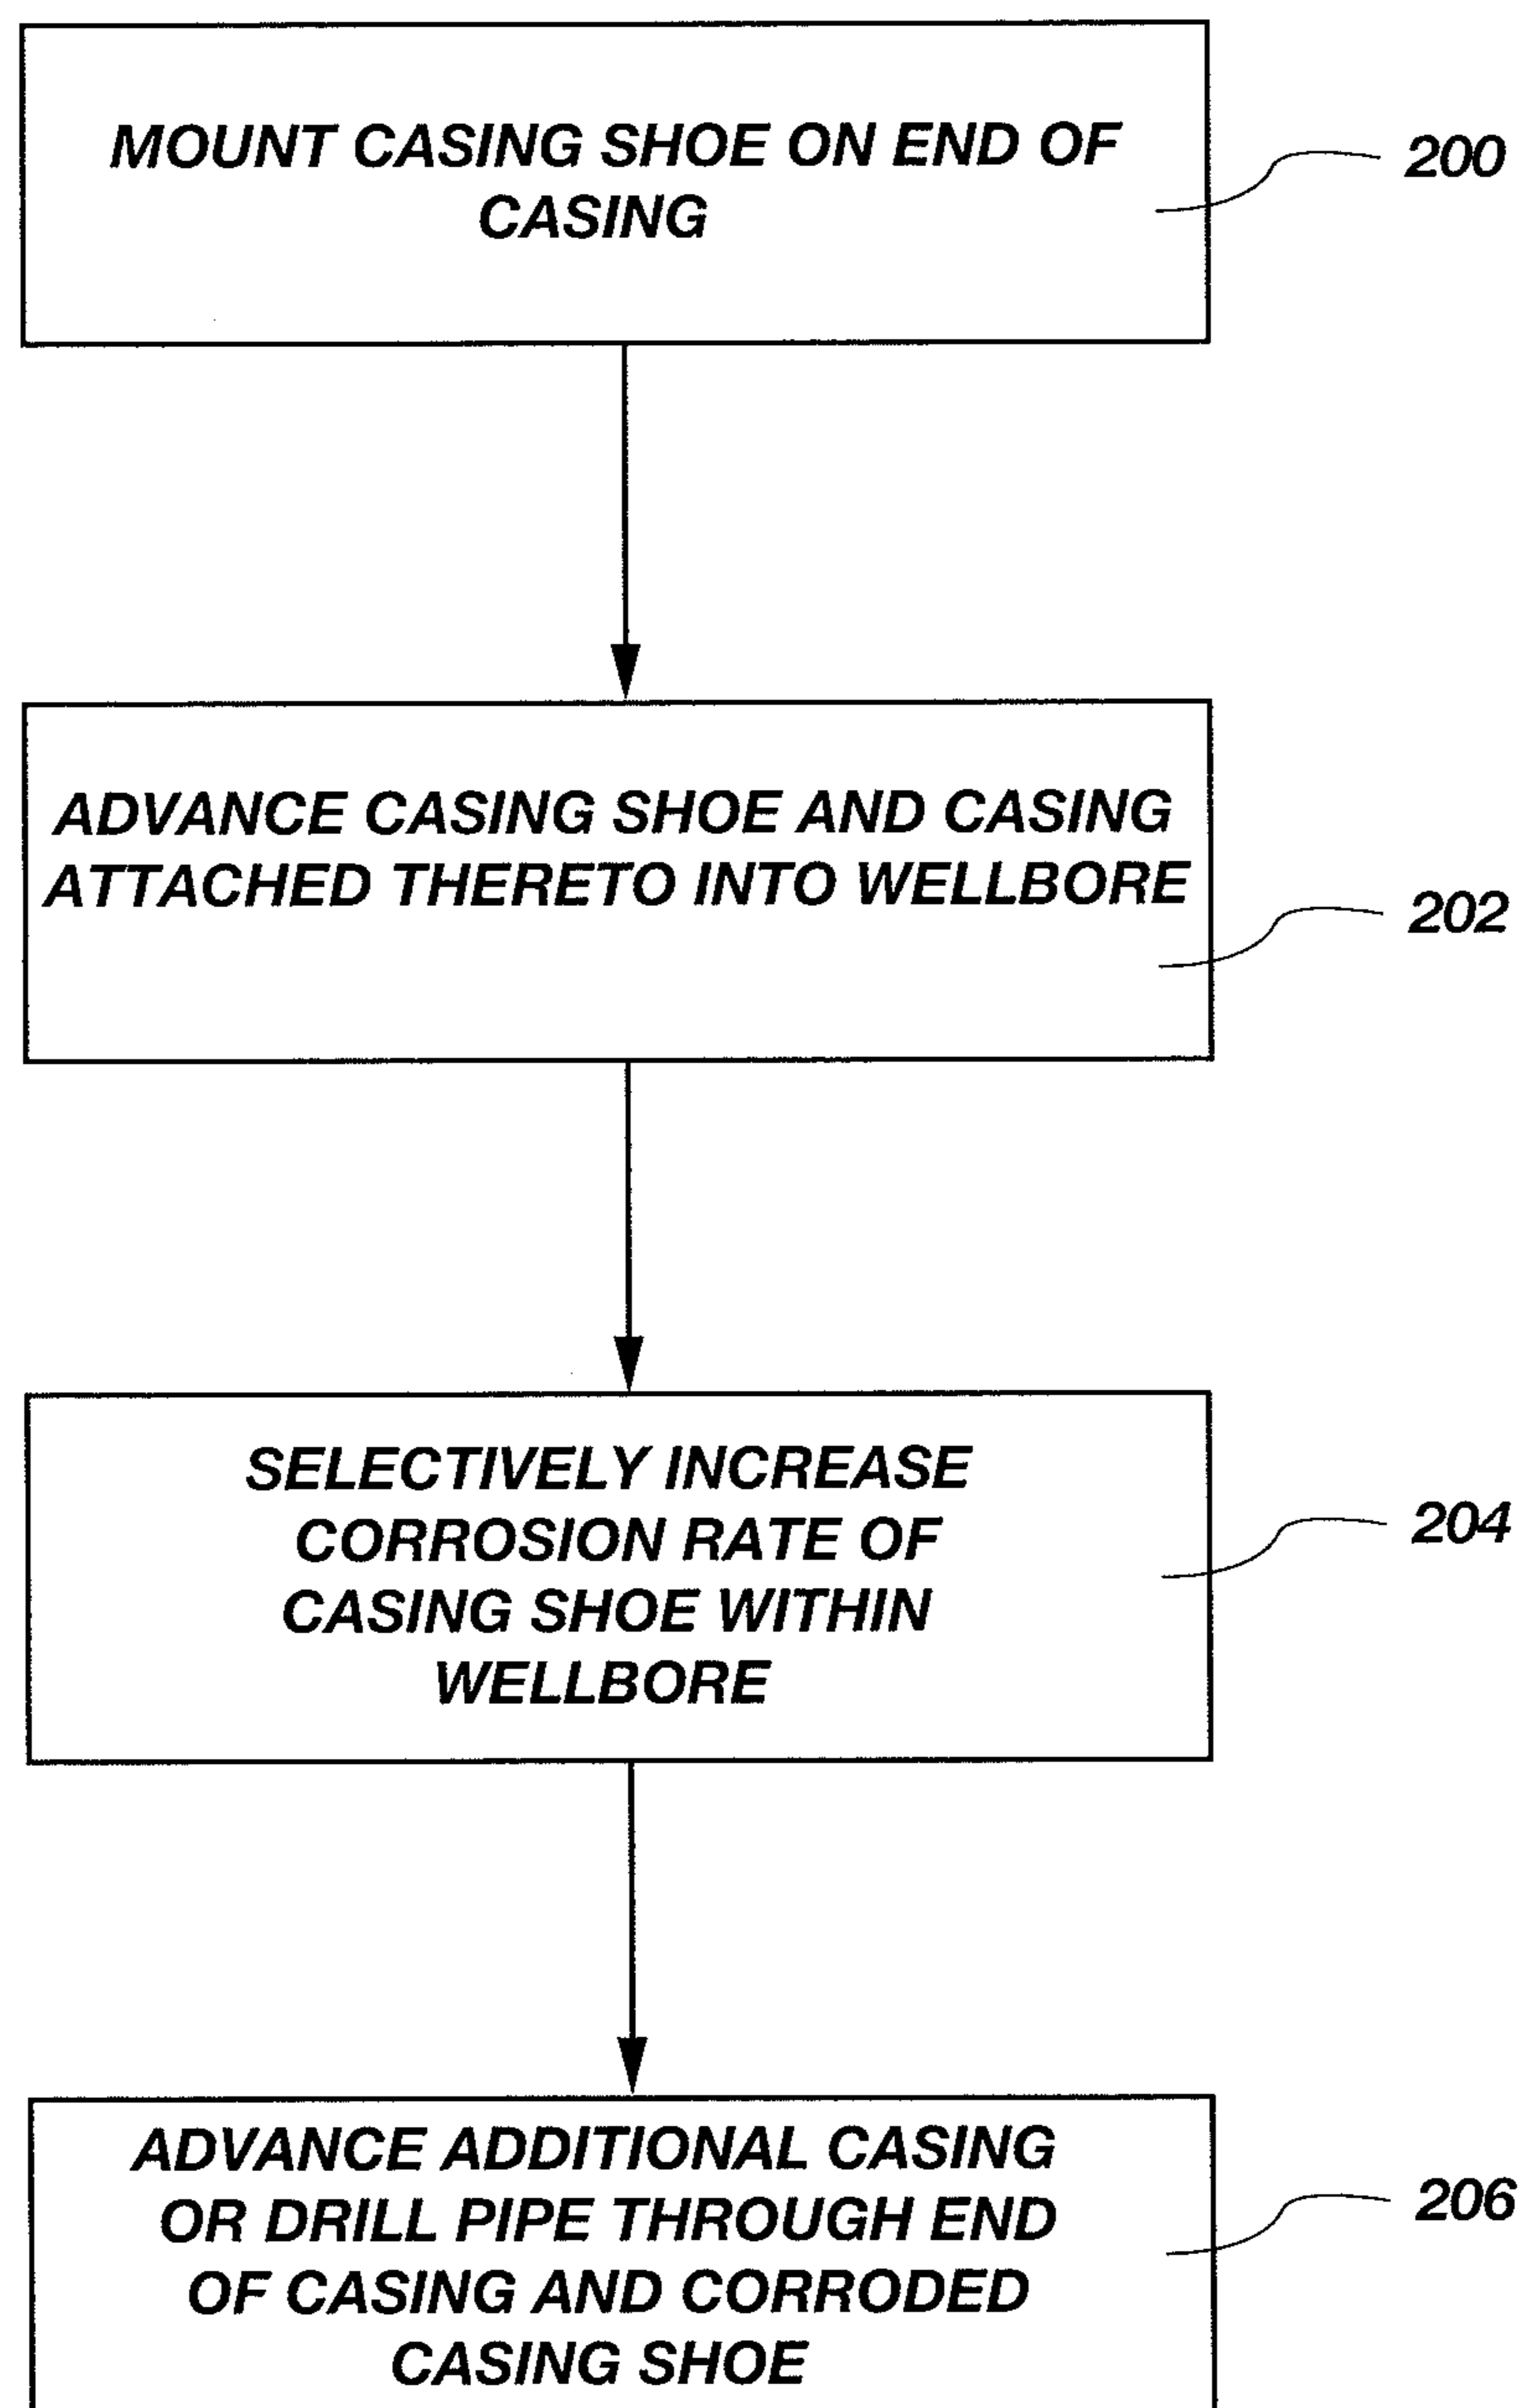 MOUNT CASING SHOE ON END OF
CASING
200
ADVANCE CASING SHOE AND CASING
ATTACHED THERETO INTO WELLBORE
202
SELECTIVELY INCREASE
CORROSION RATE OF
CASING SHOE WITHIN
WELLBORE
204
ADVANCE ADDITIONAL CASING
OR DRILL PIPE THROUGH END
OF CASING AND CORRODED
CASING SHOE
206